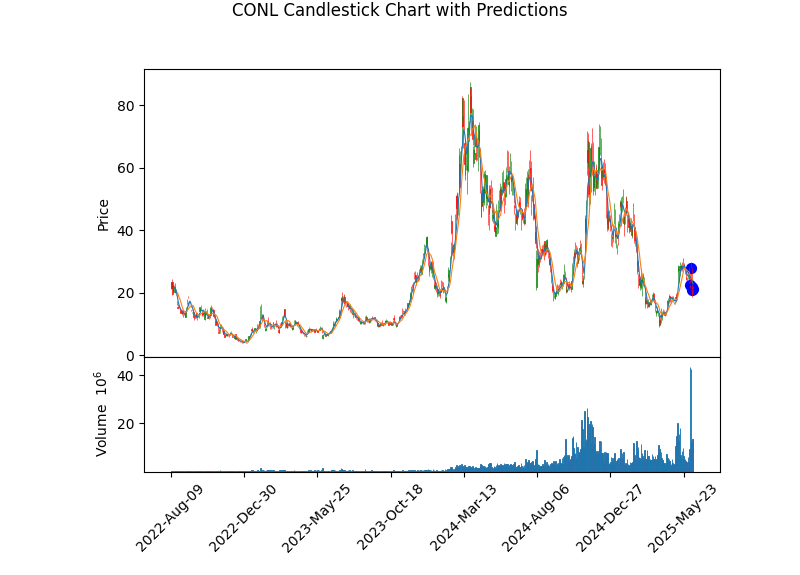 CONL Candlestick Chart with Predictions
80
60
40
20
0
Price
40
20
Volume 10^6
2022-Aug-09
2022-Dec-30
2023-May-25
2023-Oct-18
2024-Mar-13
2024-Aug-06
2024-Dec-27
2025-May-23